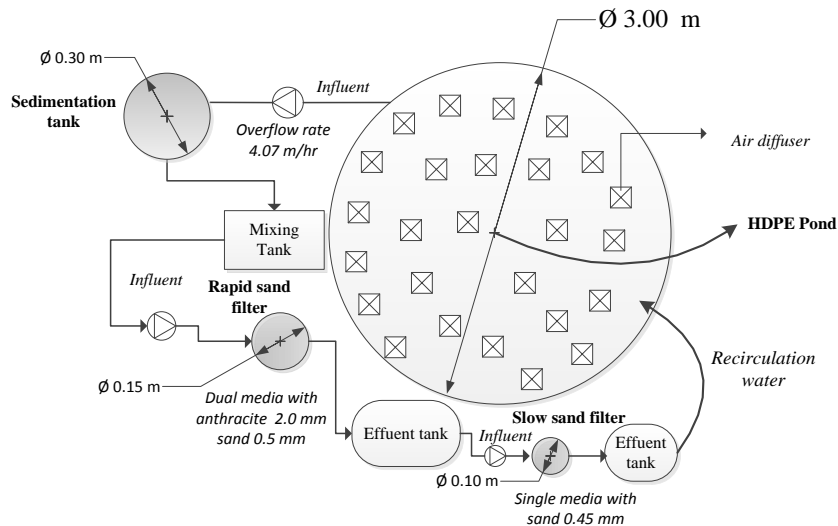 Ø 3.00 m
Ø 0.30 m
Sedimentation
tank
Influent
Overflow rate
4.07 m/hr
Air diffuser
HDPE Pond
Mixing
Tank
Influent
Rapid sand
filter
Ø 0.15 m
Dual media with
anthracite 2.0 mm
sand 0.5 mm
Recirculation
water
Effuent tank
Influent
Slow sand filter
Effuent
tank
Ø 0.10 m
Single media with
sand 0.45 mm